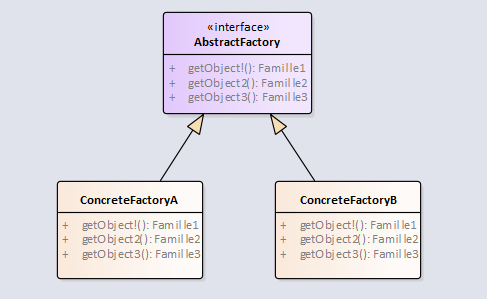 «interface»
AbstractFactory
+ getObject!(): Famille1
+ getObject2(): Famille2
+ getObject3(): Famille3
ConcreteFactoryA
+ getObject!(): Famille1
+ getObject2(): Famille2
+ getObject3(): Famille3
ConcreteFactoryB
+ getObject!(): Famille1
+ getObject2(): Famille2
+ getObject3(): Famille3